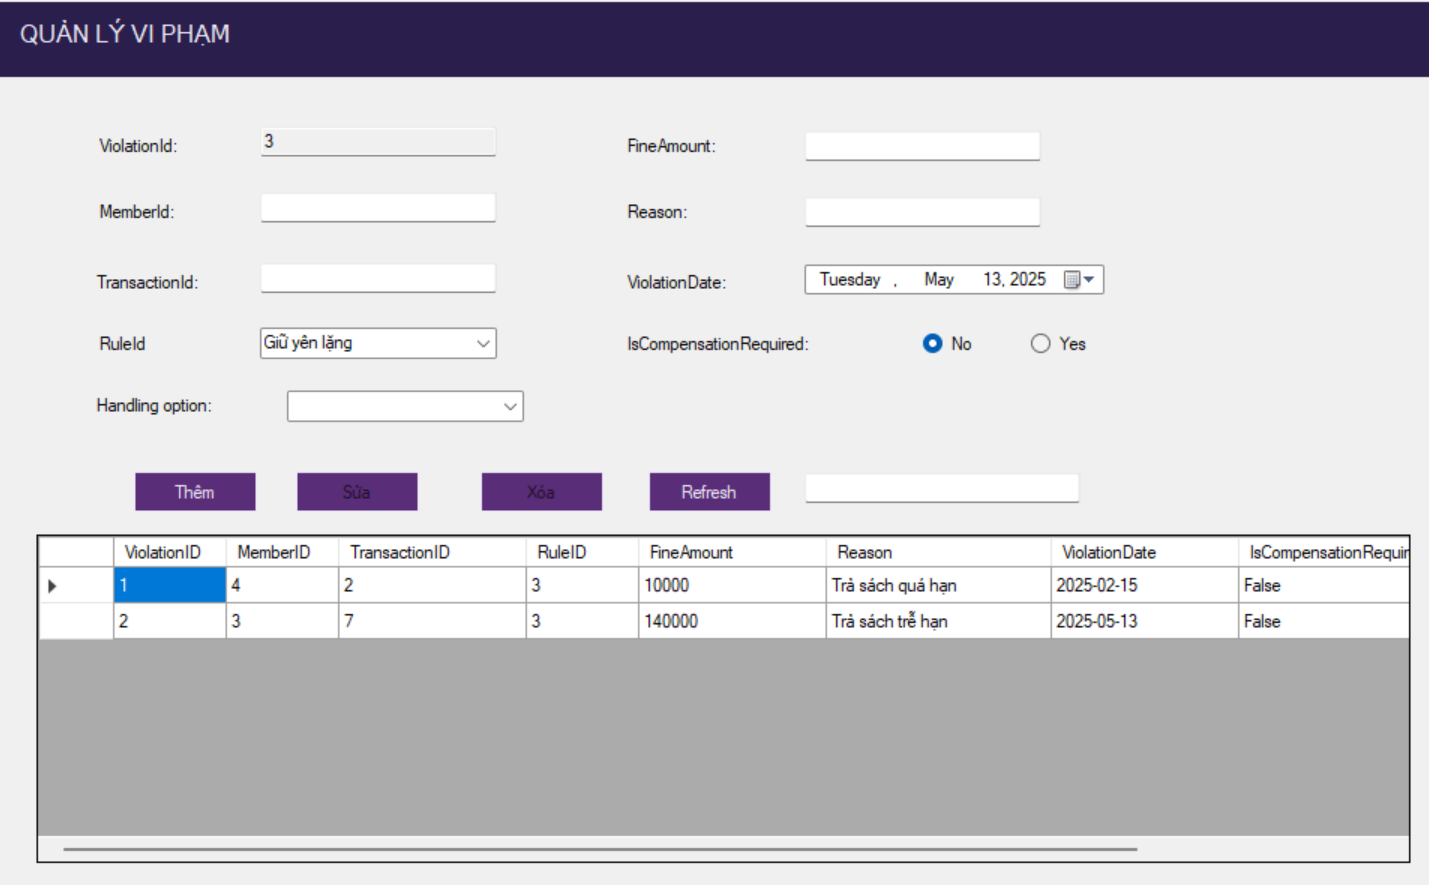 QUẢN LÝ VI PHẠM
ViolationId: 3 FineAmount:
MemberId: Reason:
TransactionId: ViolationDate: Tuesday , May 13, 2025
RuleId Giữ yên lặng IsCompensationRequired: No Yes
Handling option:
Thêm Sửa Xóa Refresh
ViolationID MemberID TransactionID RuleID FineAmount Reason ViolationDate IsCompensationRequir
1 4 2 3 10000 Trả sách quá hạn 2025-02-15 False
2 3 7 3 140000 Trả sách trễ hạn 2025-05-13 False